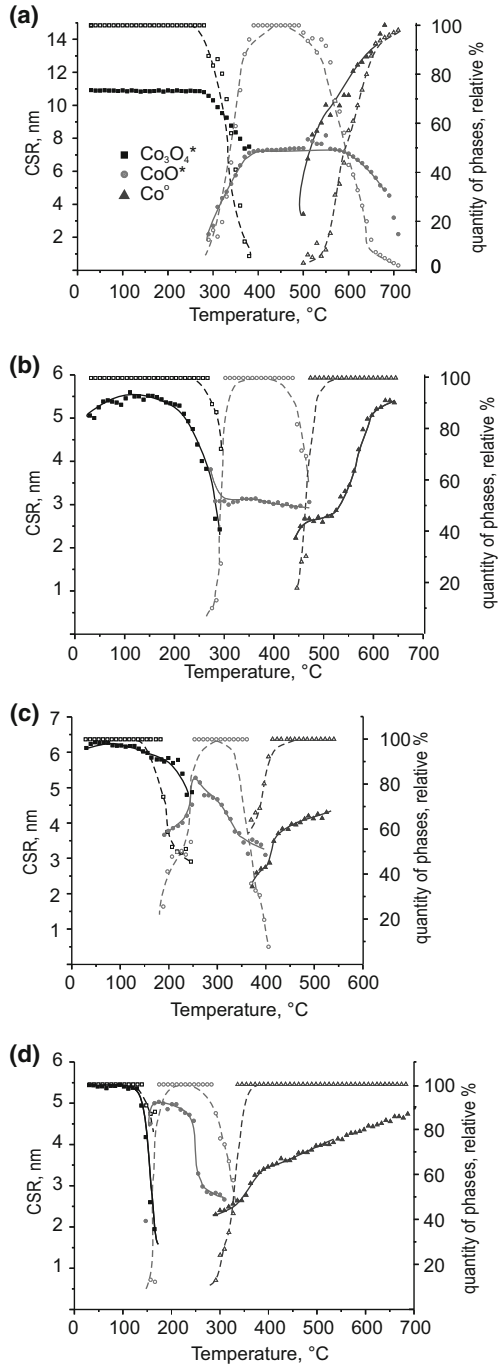 (a)
14
12
10
8
6
4
2
CSR, nm
Co₃O₄*
CoO*
Co°
100
80
60
40
20
0
quantity of phases, relative %
0 100 200 300 400 500 600 700
Temperature, °C
(b)
6
5
4
3
2
1
CSR, nm
100
80
60
40
20
quantity of phases, relative %
0 100 200 300 400 500 600 700
Temperature, °C
(c)
7
6
5
4
3
2
1
CSR, nm
100
80
60
40
20
quantity of phases, relative %
0 100 200 300 400 500 600
Temperature, °C
(d)
6
5
4
3
2
1
CSR, nm
100
80
60
40
20
quantity of phases, relative %
0 100 200 300 400 500 600 700
Temperature, °C